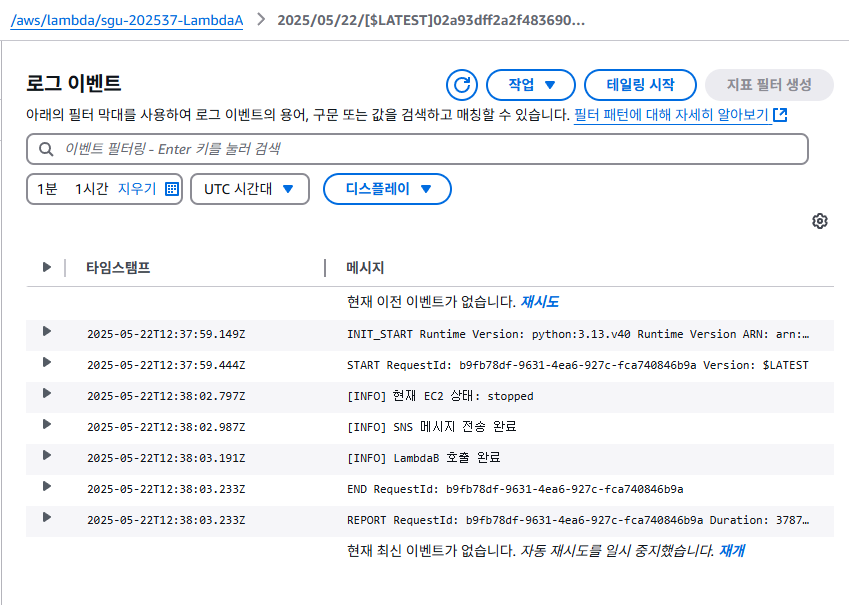 /aws/lambda/sgu-202537-LambdaA > 2025/05/22/[$LATEST]02a93dff2a2f483690...
로그 이벤트
작업 ▼ 테일링 시작 지표 필터 생성
아래의 필터 막대를 사용하여 로그 이벤트의 용어, 구문 또는 값을 검색하고 매칭할 수 있습니다. 필터 패턴에 대해 자세히 알아보기
이벤트 필터링 - Enter 키를 눌러 검색
1분 1시간 지우기 UTC 시간대 ▼ 디스플레이 ▼
타임스탬프 메시지
현재 이전 이벤트가 없습니다. 재시도
2025-05-22T12:37:59.149Z INIT_START Runtime Version: python:3.13.v40 Runtime Version ARN: arn:…
2025-05-22T12:37:59.444Z START RequestId: b9fb78df-9631-4ea6-927c-fca740846b9a Version: $LATEST
2025-05-22T12:38:02.797Z [INFO] 현재 EC2 상태: stopped
2025-05-22T12:38:02.987Z [INFO] SNS 메시지 전송 완료
2025-05-22T12:38:03.191Z [INFO] LambdaB 호출 완료
2025-05-22T12:38:03.233Z END RequestId: b9fb78df-9631-4ea6-927c-fca740846b9a
2025-05-22T12:38:03.233Z REPORT RequestId: b9fb78df-9631-4ea6-927c-fca740846b9a Duration: 3787…
현재 최신 이벤트가 없습니다. 자동 재시도를 일시 중지했습니다. 재개